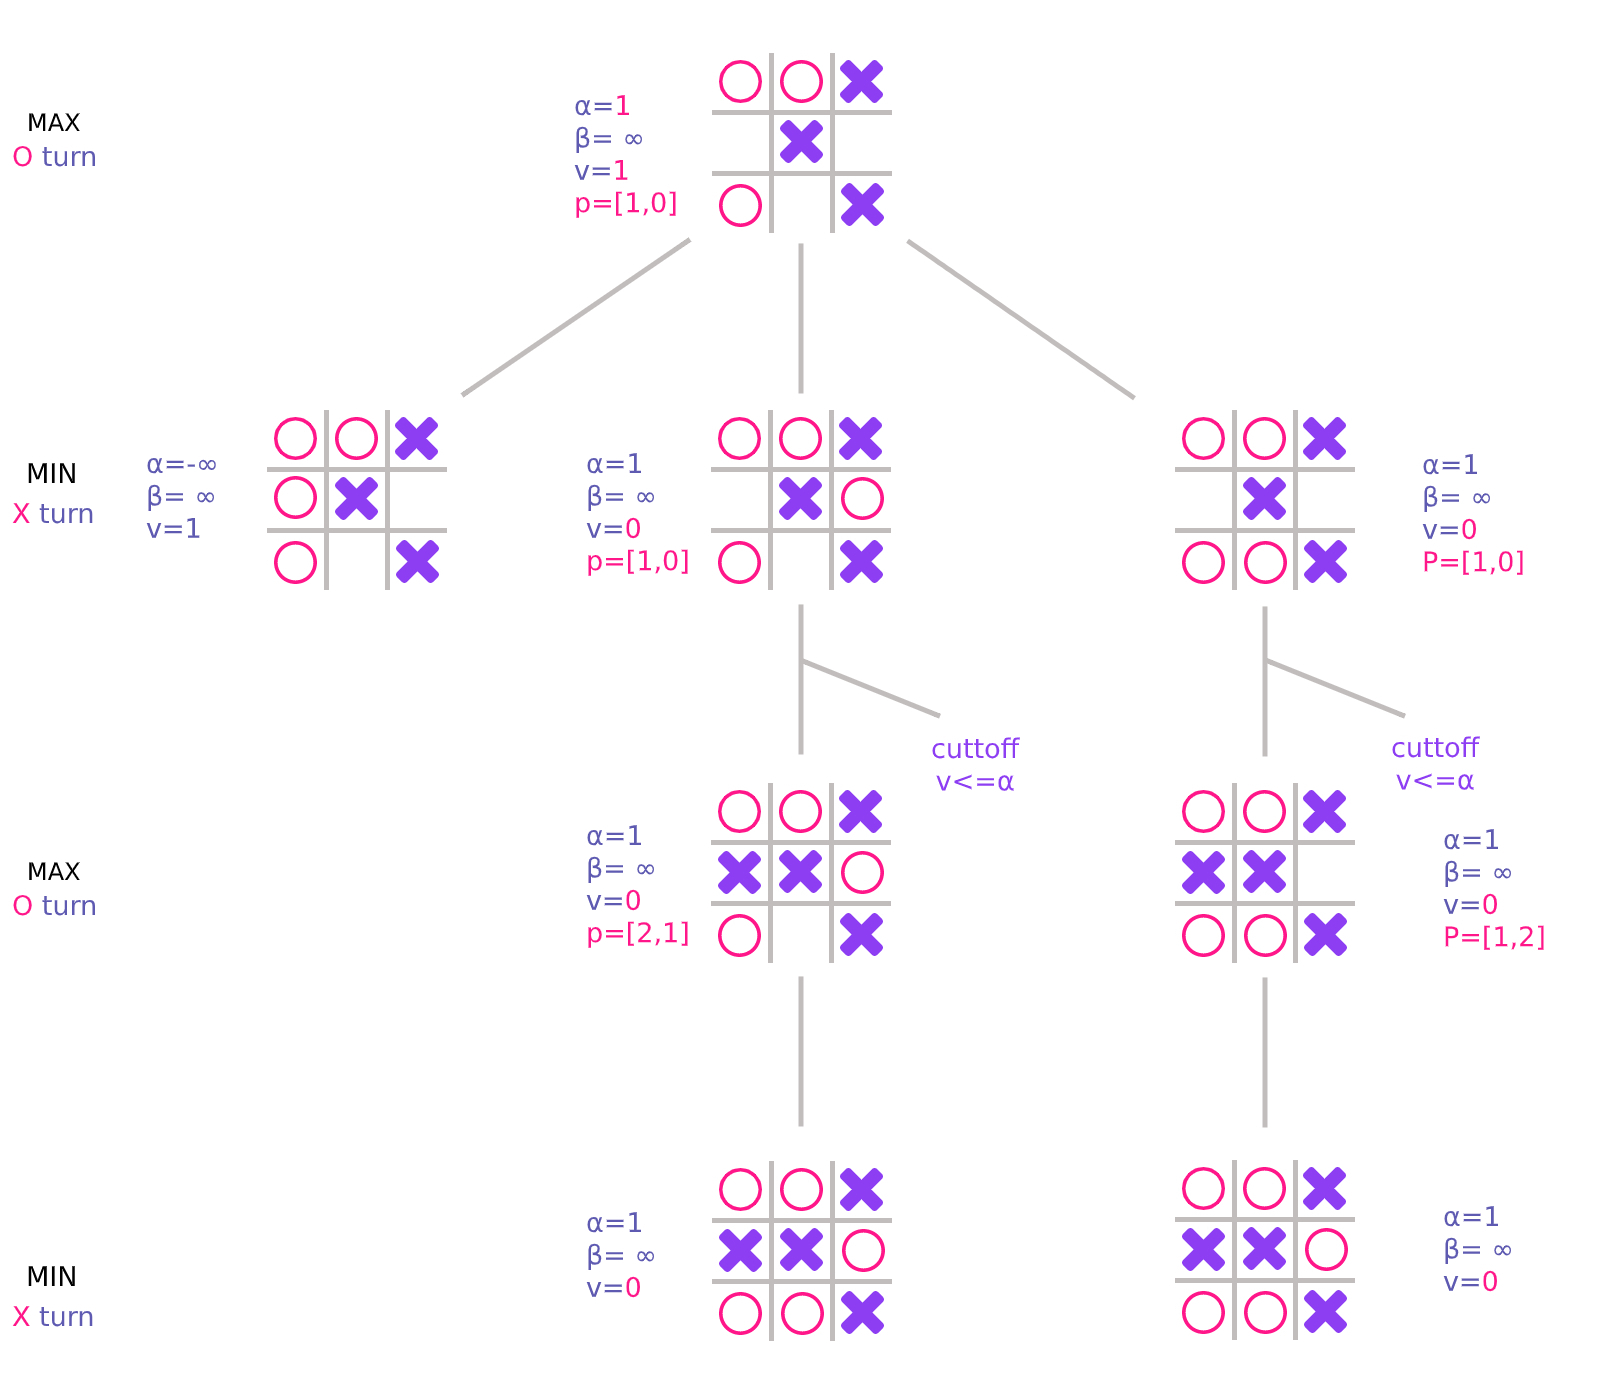 MAX
O turn
α=1
β= ∞
v=1
p=[1,0]
MIN
X turn
α=-∞
β= ∞
v=1
α=1
β= ∞
v=0
p=[1,0]
α=1
β= ∞
v=0
P=[1,0]
cuttoff
v<=α
cuttoff
v<=α
MAX
O turn
α=1
β= ∞
v=0
p=[2,1]
α=1
β= ∞
v=0
P=[1,2]
MIN
X turn
α=1
β= ∞
v=0
α=1
β= ∞
v=0